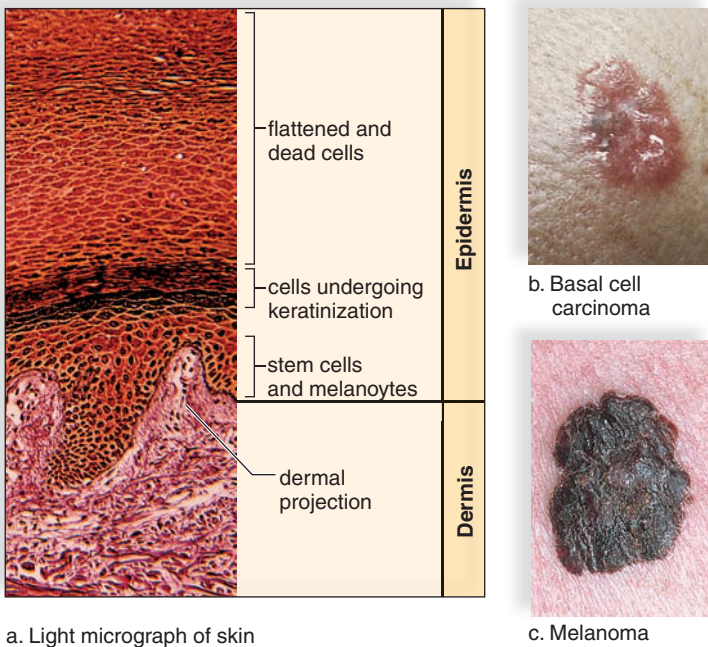 flattened and
dead cells
cells undergoing
keratinization
stem cells
and melanoytes
dermal
projection
Epidermis
Dermis
a. Light micrograph of skin
b. Basal cell
carcinoma
c. Melanoma